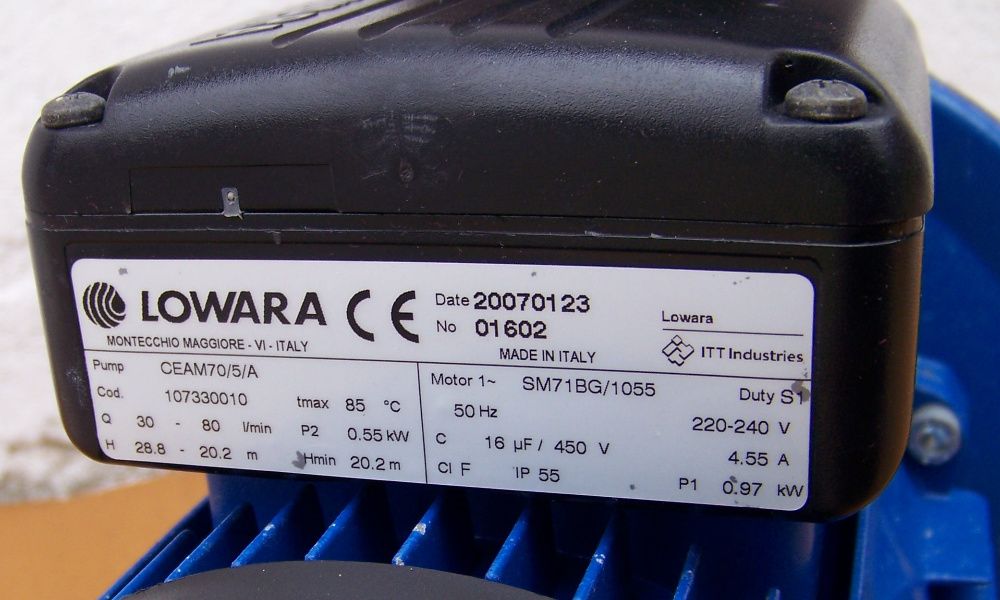 LOWARA CE
MONTECCHIO MAGGIORE - VI - ITALY
Date 20070123
No 01602
MADE IN ITALY
Lowara
ITT Industries
Pump CEAM70/5/A
Cod. 107330010 tmax 85 °C
Q 30 - 80 l/min P2 0.55 kW
H 28.8 - 20.2 m Hmin 20.2 m
Motor 1~ SM71BG/1055 Duty S1
50 Hz 220-240 V
C 16 µF / 450 V 4.55 A
Cl F IP 55 P1 0.97 kW